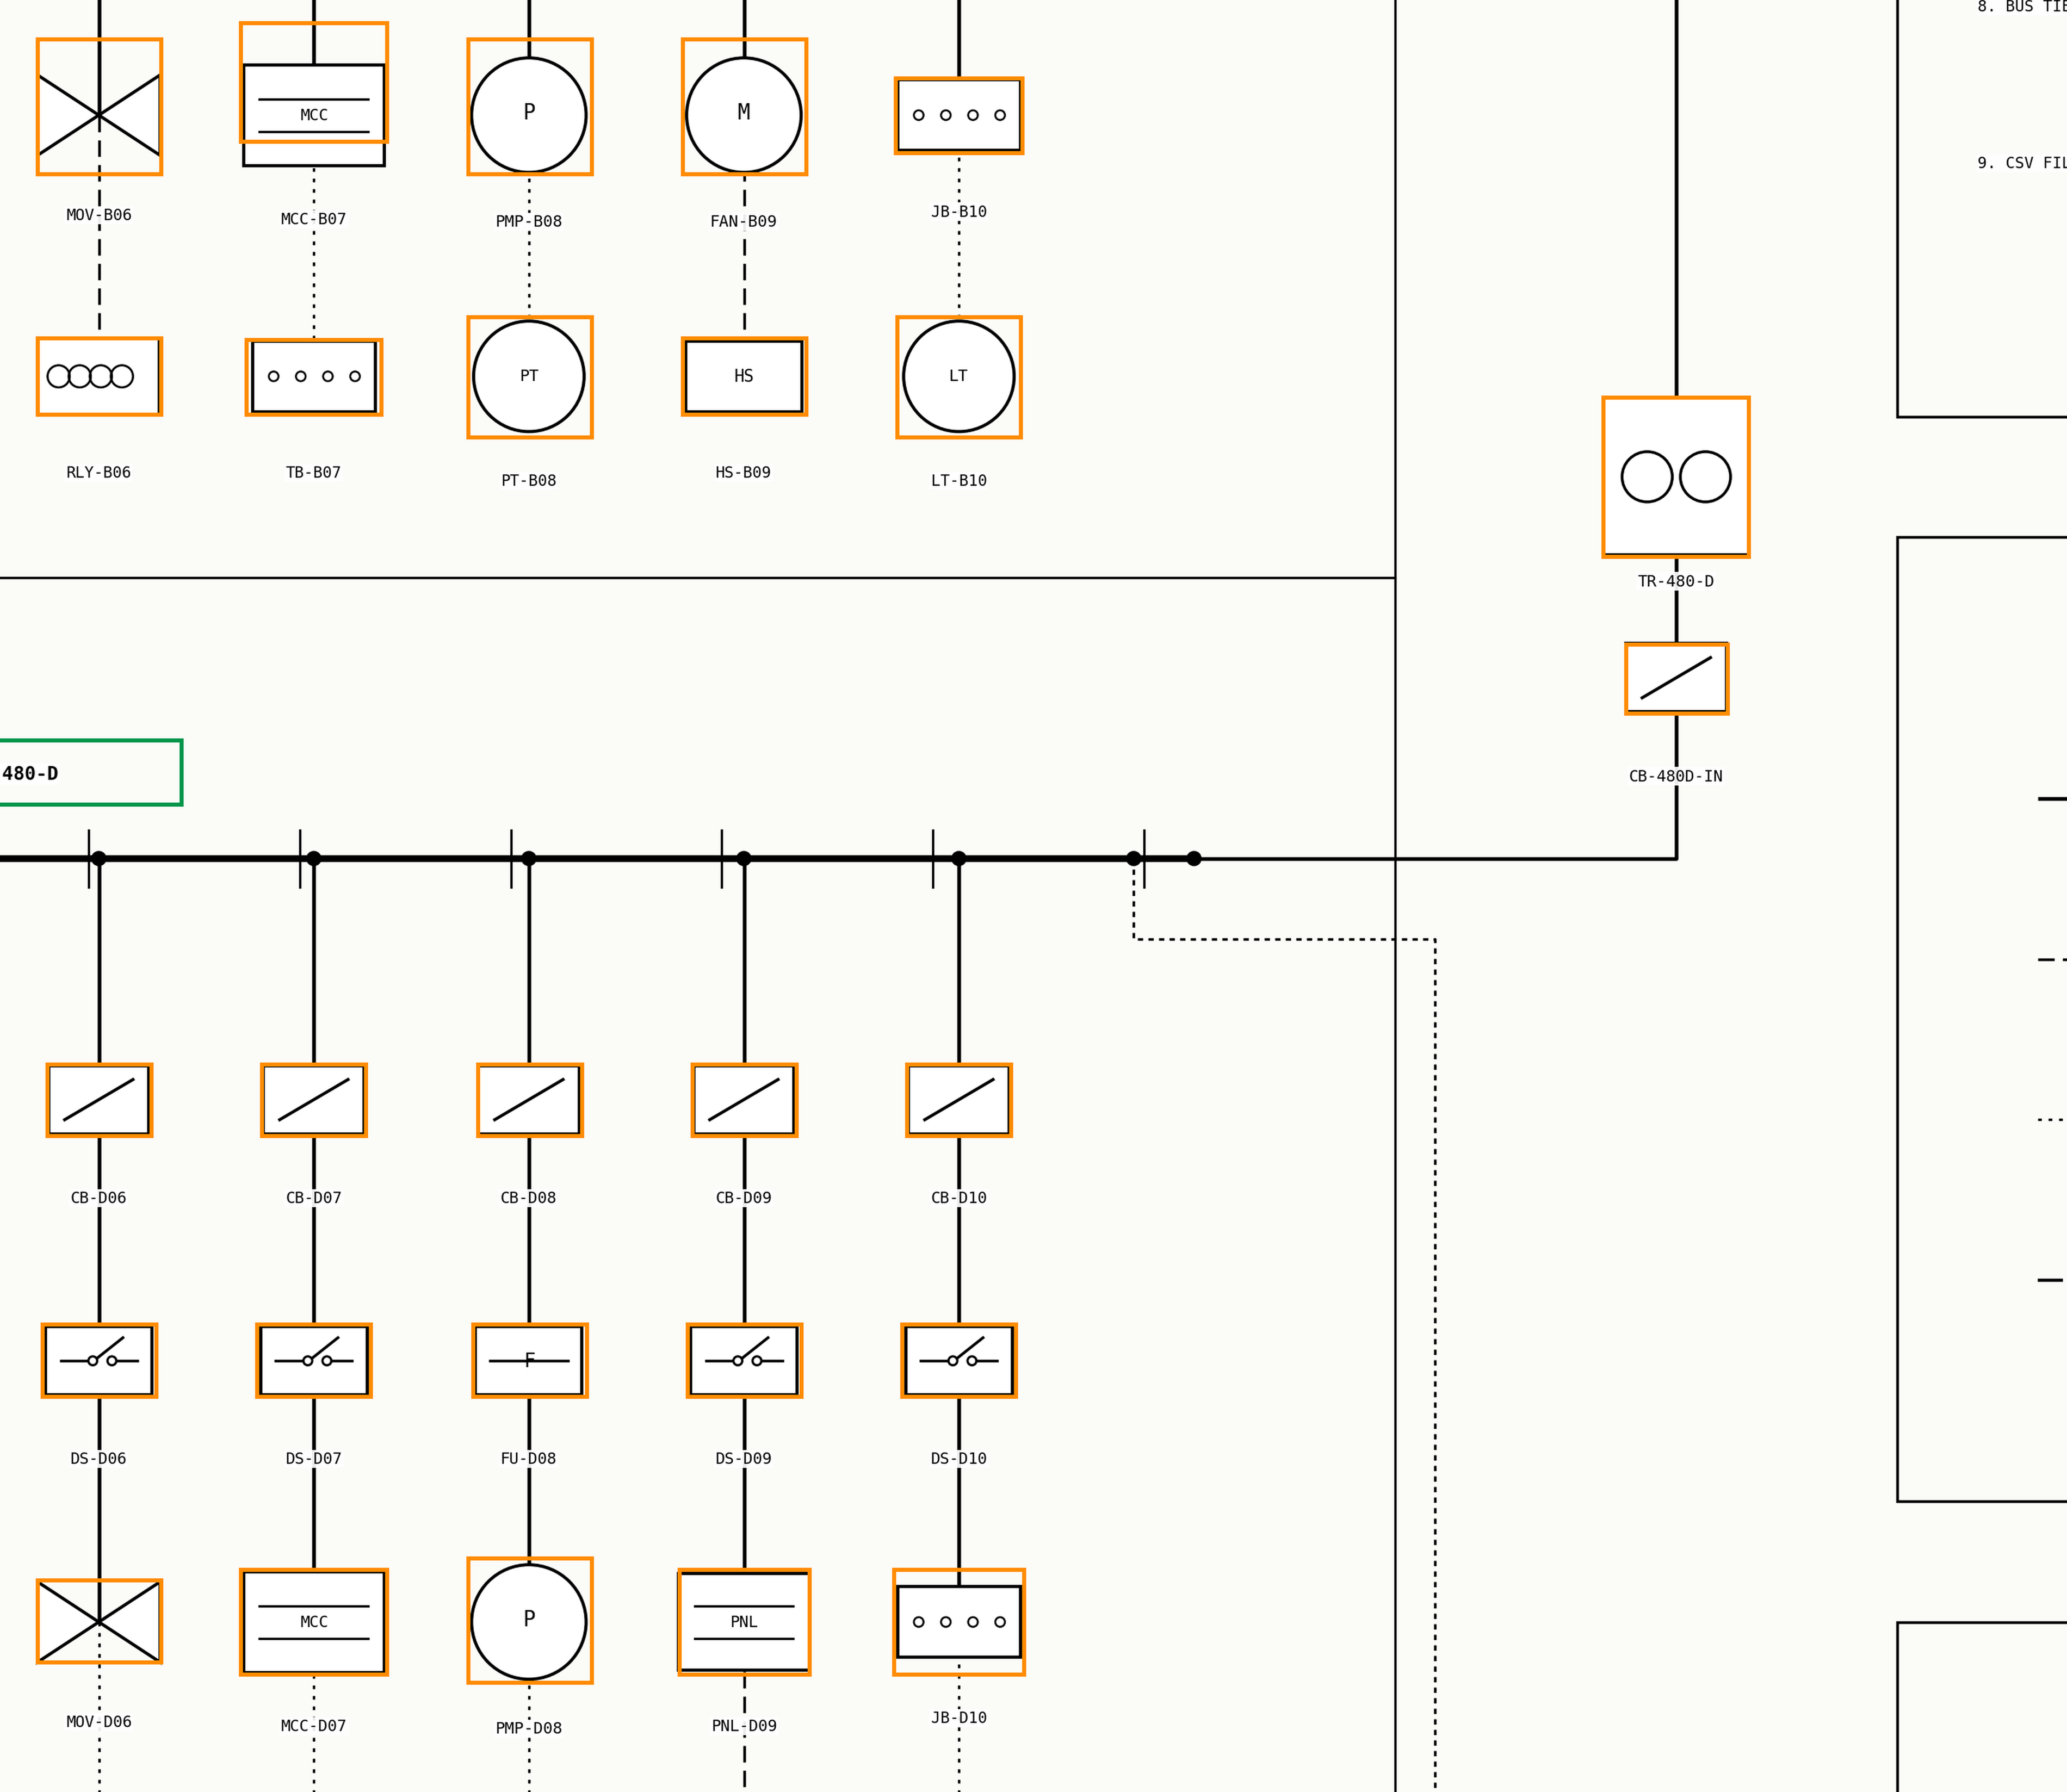 8. BUS TIE
MCC
P
M
9. CSV FIL
MOV-B06
MCC-B07
PMP-B08
FAN-B09
JB-B10
PT
HS
LT
RLY-B06
TB-B07
PT-B08
HS-B09
LT-B10
TR-480-D
480-D
CB-480D-IN
CB-D06
CB-D07
CB-D08
CB-D09
CB-D10
F
DS-D06
DS-D07
FU-D08
DS-D09
DS-D10
MCC
P
PNL
MOV-D06
MCC-D07
PMP-D08
PNL-D09
JB-D10